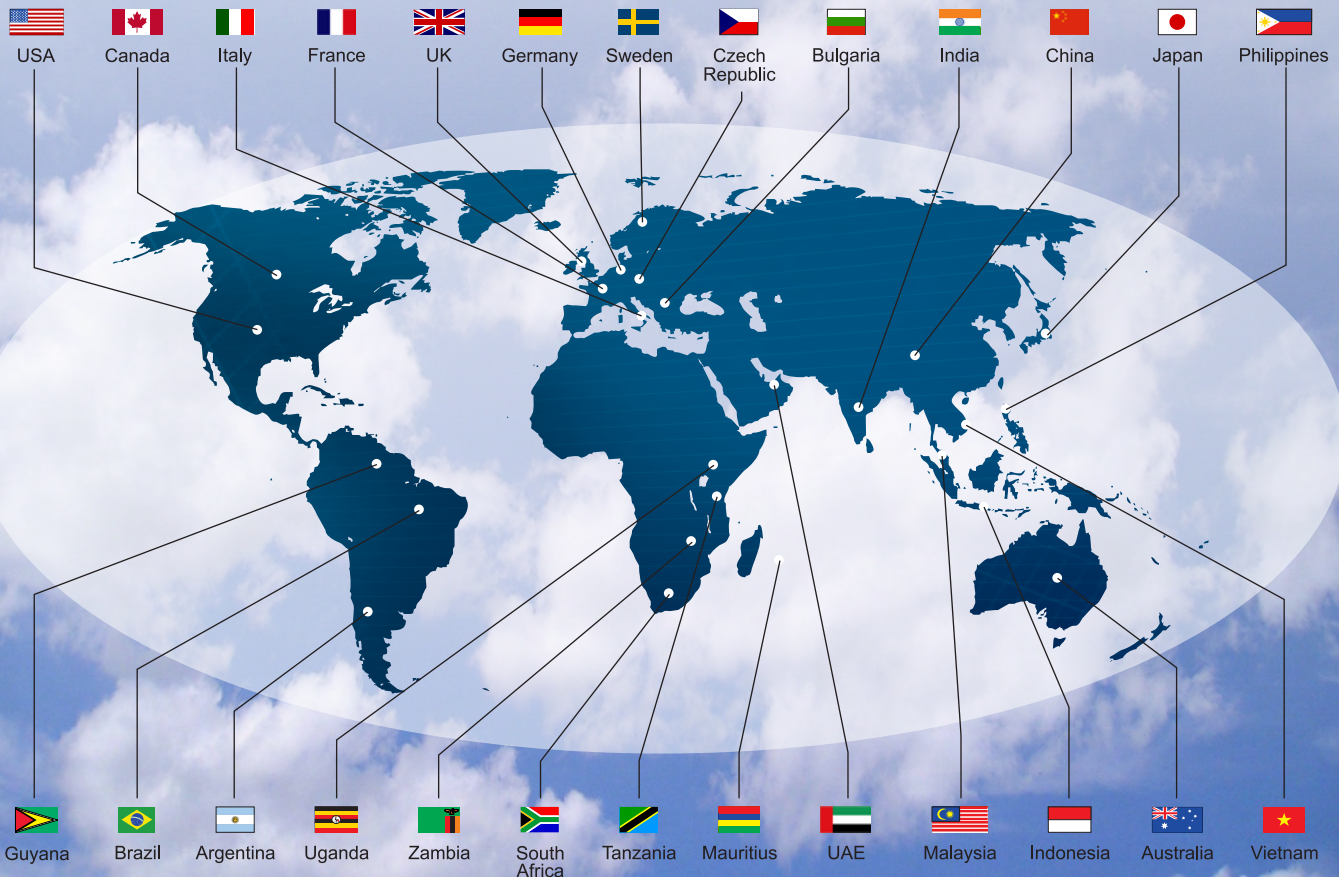 USA
Canada
Italy
France
UK
Germany
Sweden
Czech
Republic
Bulgaria
India
China
Japan
Philippines
Guyana
Brazil
Argentina
Uganda
Zambia
South
Africa
Tanzania
Mauritius
UAE
Malaysia
Indonesia
Australia
Vietnam